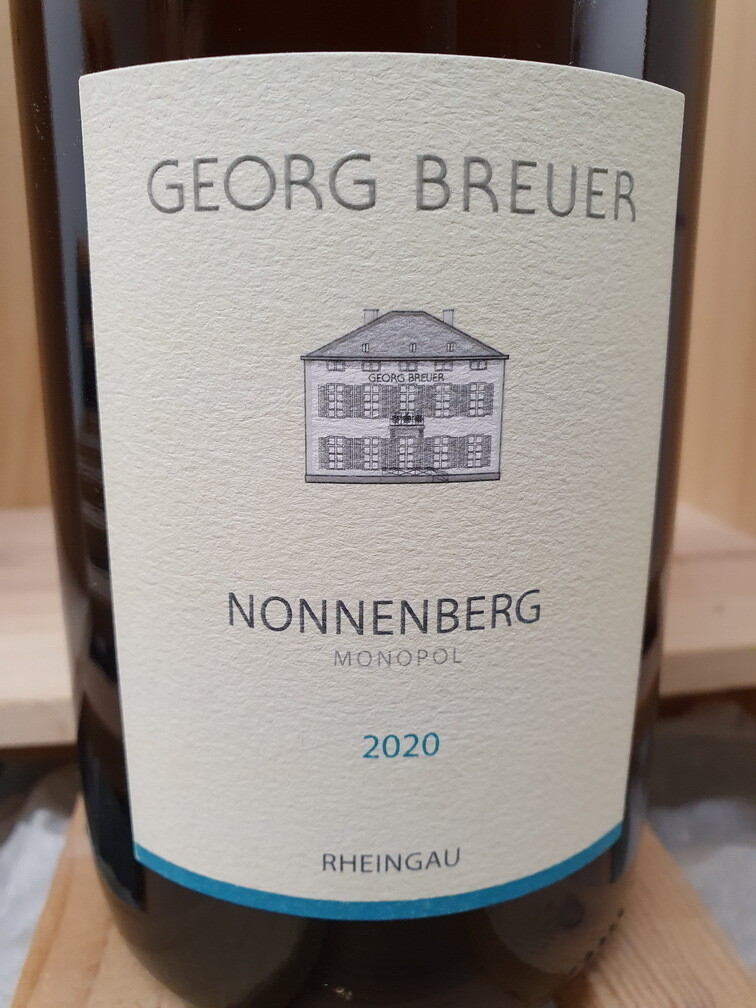 GEORG BREUER
GEORG BREUER
NONNENBERG
MONOPOL
2020
RHEINGAU